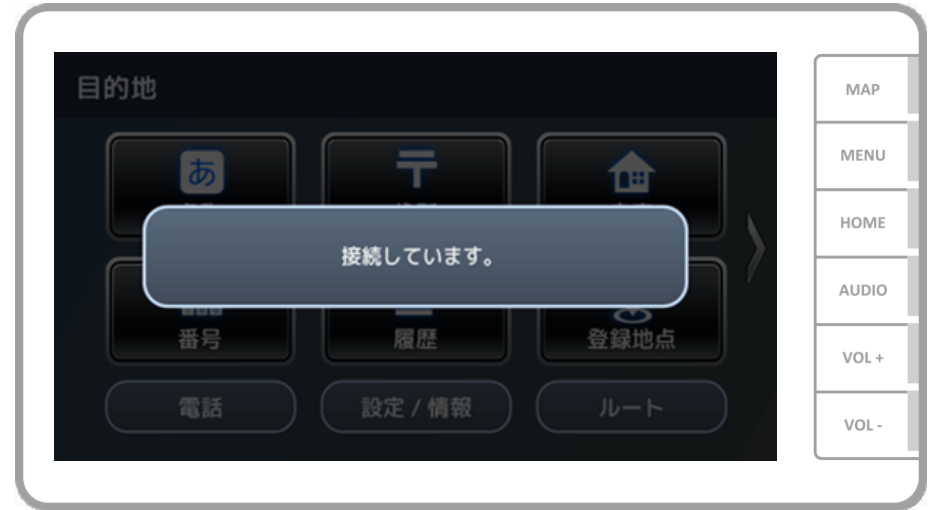 目的地
あ
接続しています。
番号
履歴
登録地点
電話
設定 / 情報
ルート
MAP
MENU
HOME
AUDIO
VOL +
VOL -